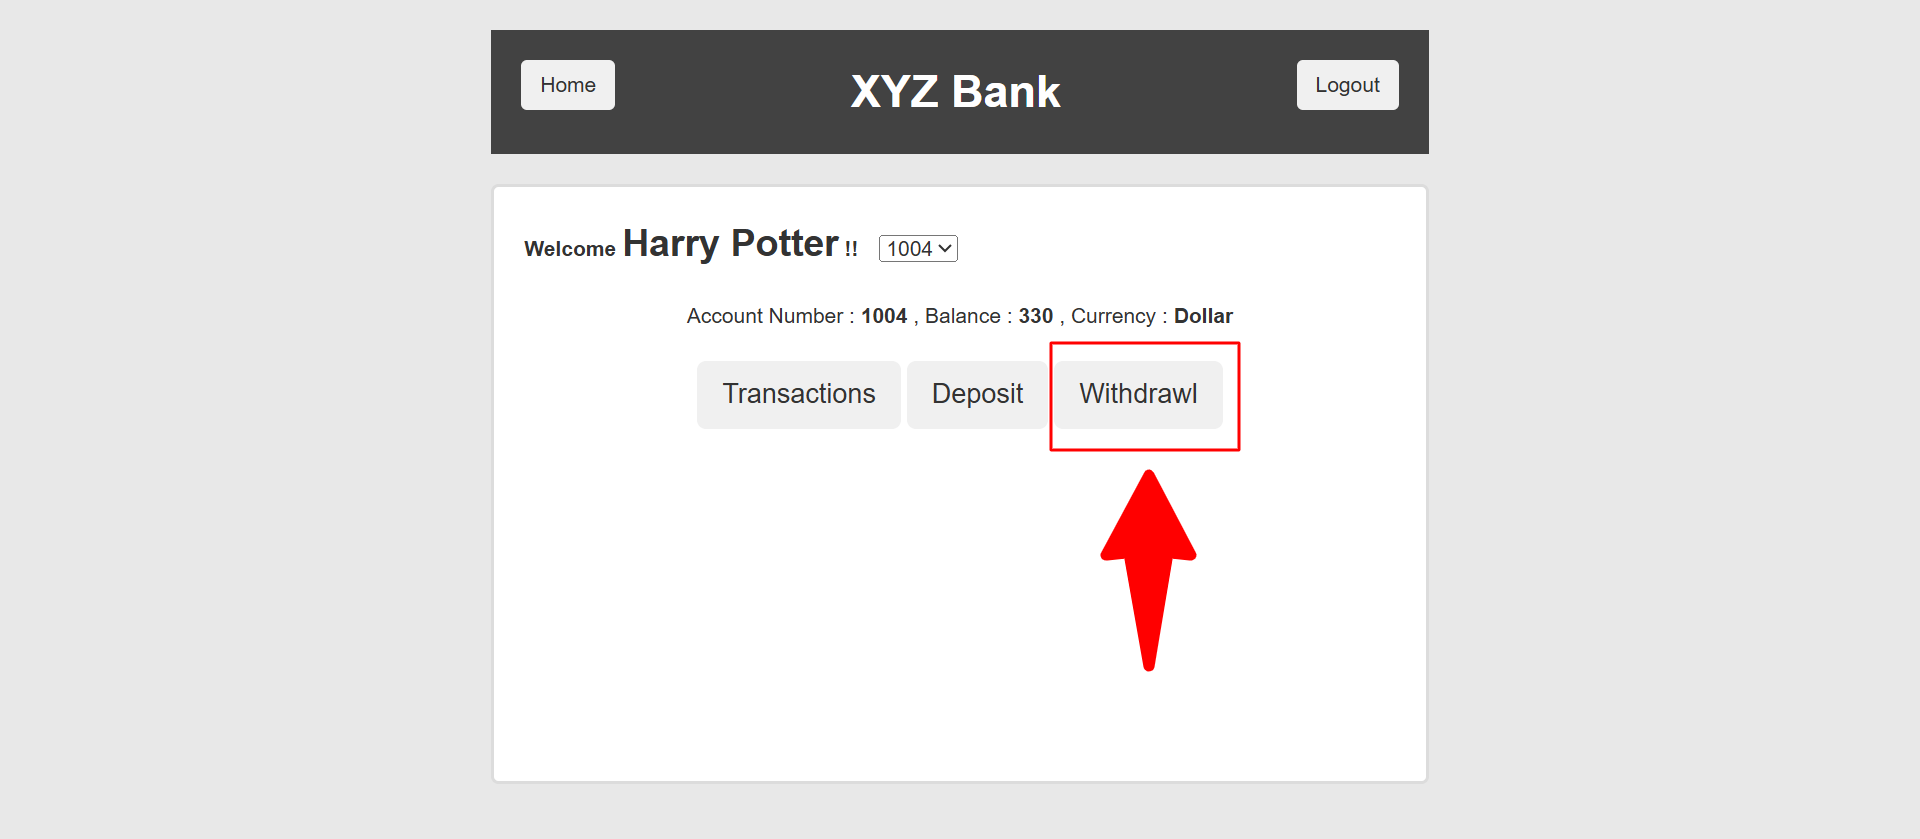 Home XYZ Bank Logout
Welcome Harry Potter !! 1004
Account Number : 1004 , Balance : 330 , Currency : Dollar
Transactions Deposit Withdrawl